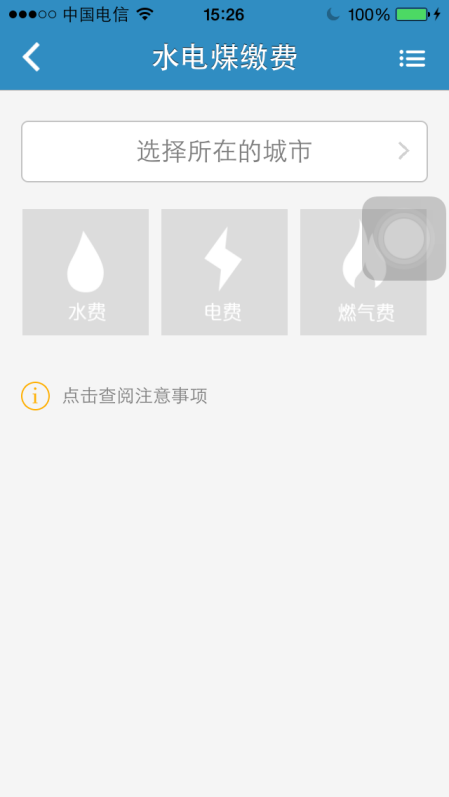 中国电信 15:26 100%
水电煤缴费
选择所在的城市
水费 电费 燃气费
点击查阅注意事项